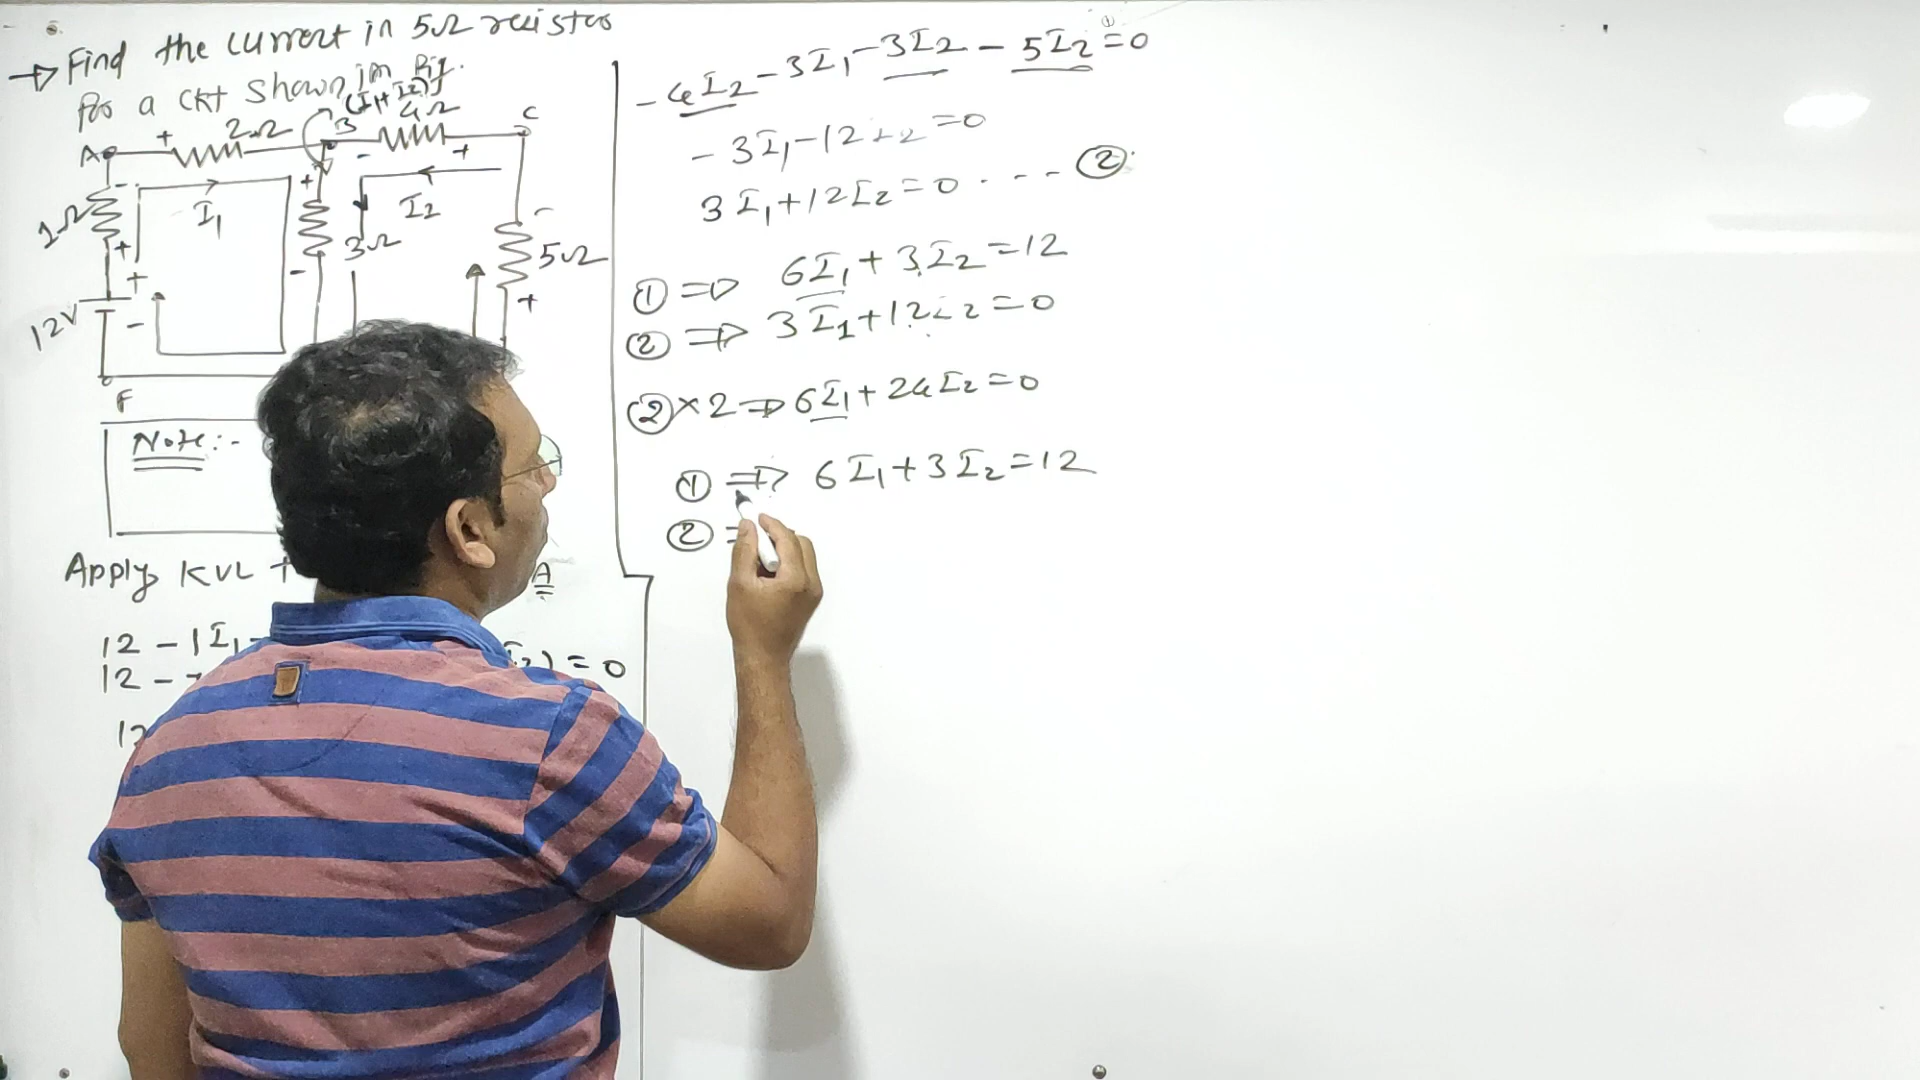 → Find the current in 5Ω resistor
for a ckt shown in fig.
(I1+I2)
A
+
2Ω
B
4Ω
C
-
+
1Ω
-
+
I1
+
3Ω
-
I2
-
5Ω
+
12V
+
-
F
Note:-
Apply KVL
A
12 - 1I1
) = 0
12 -
12
- 4I2 - 3I1 - 3I2 - 5I2 = 0
- 3I1 - 12I2 = 0
3I1 + 12I2 = 0 - - - - ②
① ⇒ 6I1 + 3I2 = 12
② ⇒ 3I1 + 12I2 = 0
② × 2 ⇒ 6I1 + 24I2 = 0
① ⇒ 6I1 + 3I2 = 12
② =